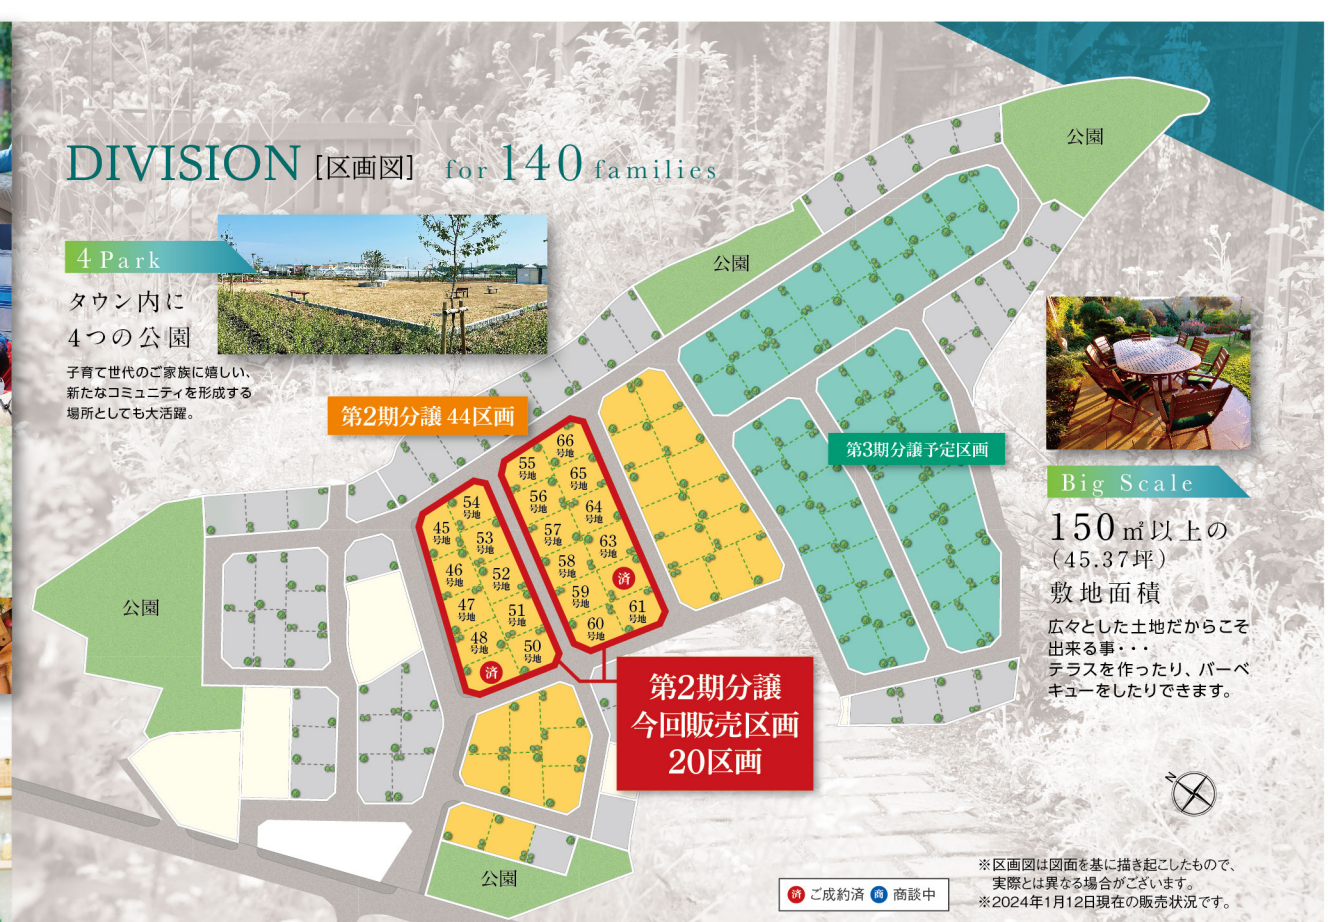 DIVISION [区画図] for 140 families
4 Park
タウン内に
4つの公園
子育て世代のご家族に嬉しい、
新たなコミュニティを形成する
場所としても大活躍。
公園
公園
第2期分譲 44区画
第3期分譲予定区画
66
号地
55
号地
65
号地
54
号地
56
号地
64
号地
45
号地
53
号地
57
号地
63
号地
46
号地
52
号地
58
号地
済
47
号地
51
号地
59
号地
61
号地
48
号地
50
号地
60
号地
済
公園
第2期分譲
今回販売区画
20区画
公園
Big Scale
150㎡以上の
(45.37坪)
敷地面積
広々とした土地だからこそ
出来る事・・・
テラスを作ったり、バーベ
キューをしたりできます。
N
済 ご成約済 商 商談中
※区画図は図面を基に描き起こしたもので、
実際とは異なる場合がございます。
※2024年1月12日現在の販売状況です。